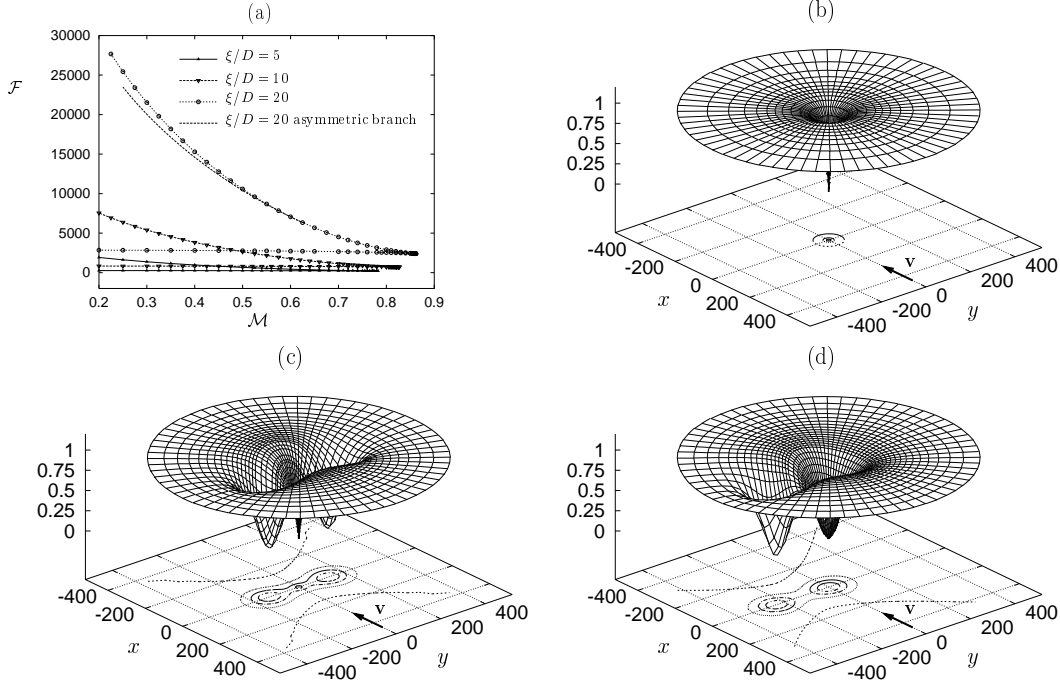 (a)
30000
25000
20000
15000
10000
5000
0
ℱ
0.2 0.3 0.4 0.5 0.6 0.7 0.8 0.9
ℳ
ξ/D = 5
ξ/D = 10
ξ/D = 20
ξ/D = 20 asymmetric branch
(b)
1
0.75
0.5
0.25
0
-400
-200
0
200
400
x
-400
-200
0
200
400
y
v
(c)
1
0.75
0.5
0.25
0
-400
-200
0
200
400
x
-400
-200
0
200
400
y
v
(d)
1
0.75
0.5
0.25
0
-400
-200
0
200
400
x
-400
-200
0
200
400
y
v